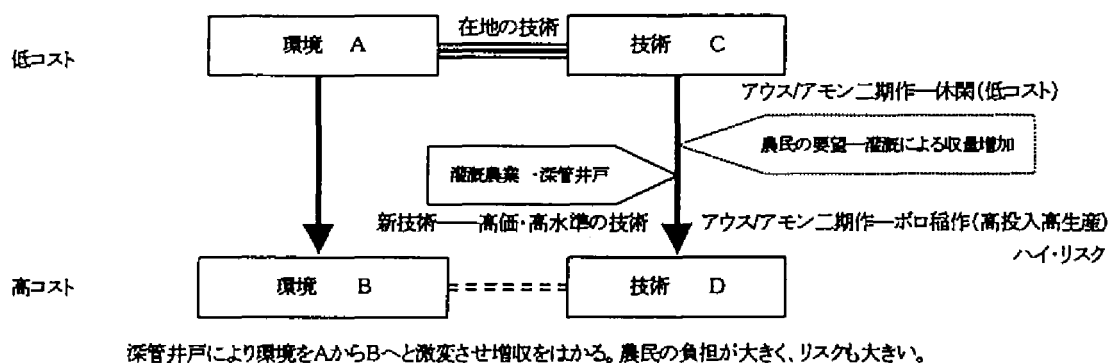 在地の技術
低コスト
環境 A
技術 C
アウス/アモン二期作―休閑(低コスト)
農民の要望―灌漑による収量増加
灌漑農業 ・深管井戸
新技術――高価・高水準の技術
アウス/アモン二期作―ボロ稲作(高投入高生産)
ハイ・リスク
高コスト
環境 B
技術 D
深管井戸により環境をAからBへと激変させ増収をはかる。農民の負担が大きく、リスクも大きい。